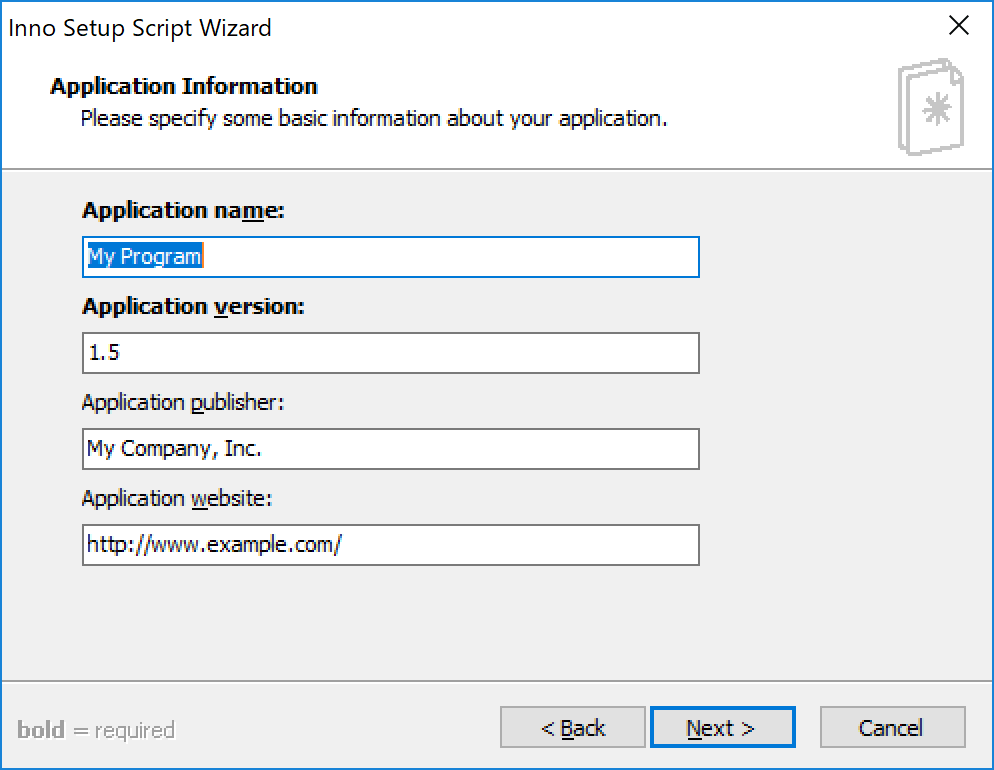 Inno Setup Script Wizard
Application Information
Please specify some basic information about your application.
Application name:
My Program
Application version:
1.5
Application publisher:
My Company, Inc.
Application website:
http://www.example.com/
bold = required
< Back
Next >
Cancel